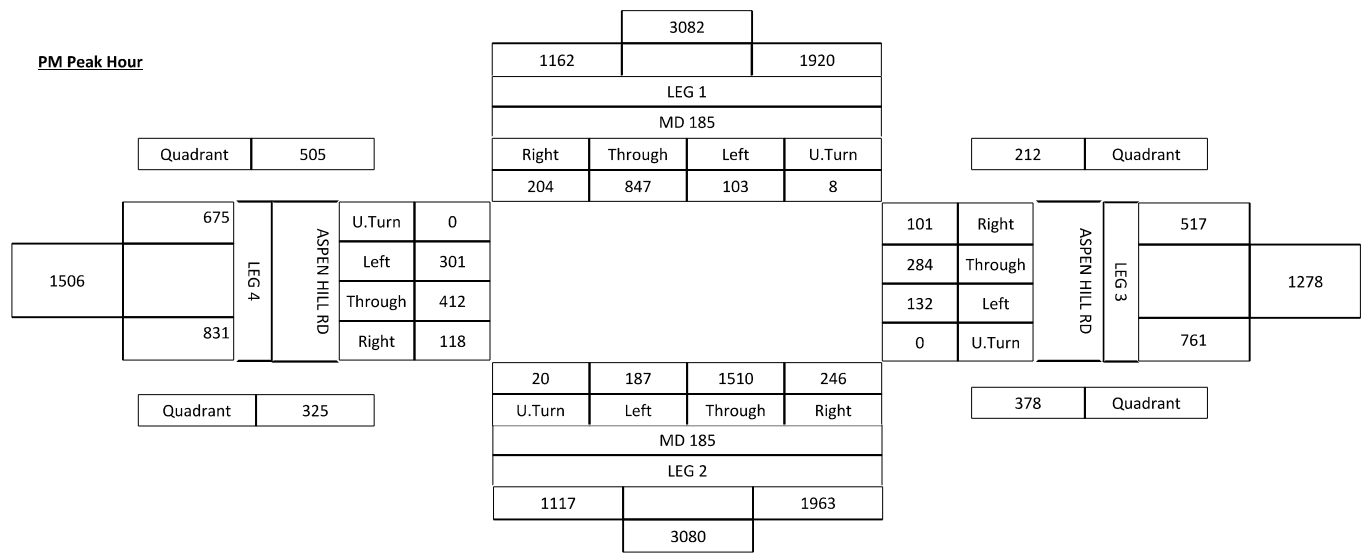 3082
PM Peak Hour
1162 1920
LEG 1
MD 185
Quadrant 505
Right Through Left U.Turn
212 Quadrant
204 847 103 8
675
U.Turn 0
101 Right
517
Left 301
284 Through
1506
LEG 4
ASPEN HILL RD
ASPEN HILL RD
LEG 3
1278
Through 412
132 Left
831
Right 118
0 U.Turn
761
20 187 1510 246
Quadrant 325
U.Turn Left Through Right
378 Quadrant
MD 185
LEG 2
1117 1963
3080